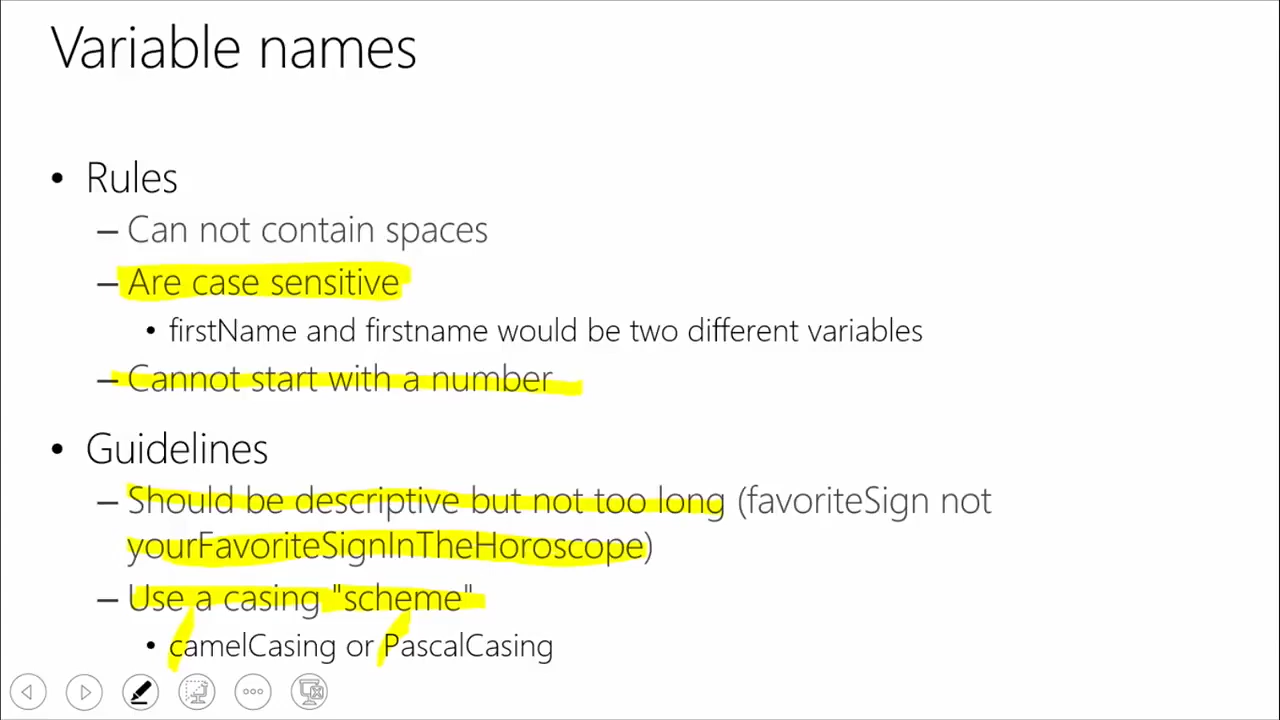 Variable names
• Rules
– Can not contain spaces
– Are case sensitive
• firstName and firstname would be two different variables
– Cannot start with a number
• Guidelines
– Should be descriptive but not too long (favoriteSign not
yourFavoriteSignInTheHoroscope)
– Use a casing "scheme"
• camelCasing or PascalCasing